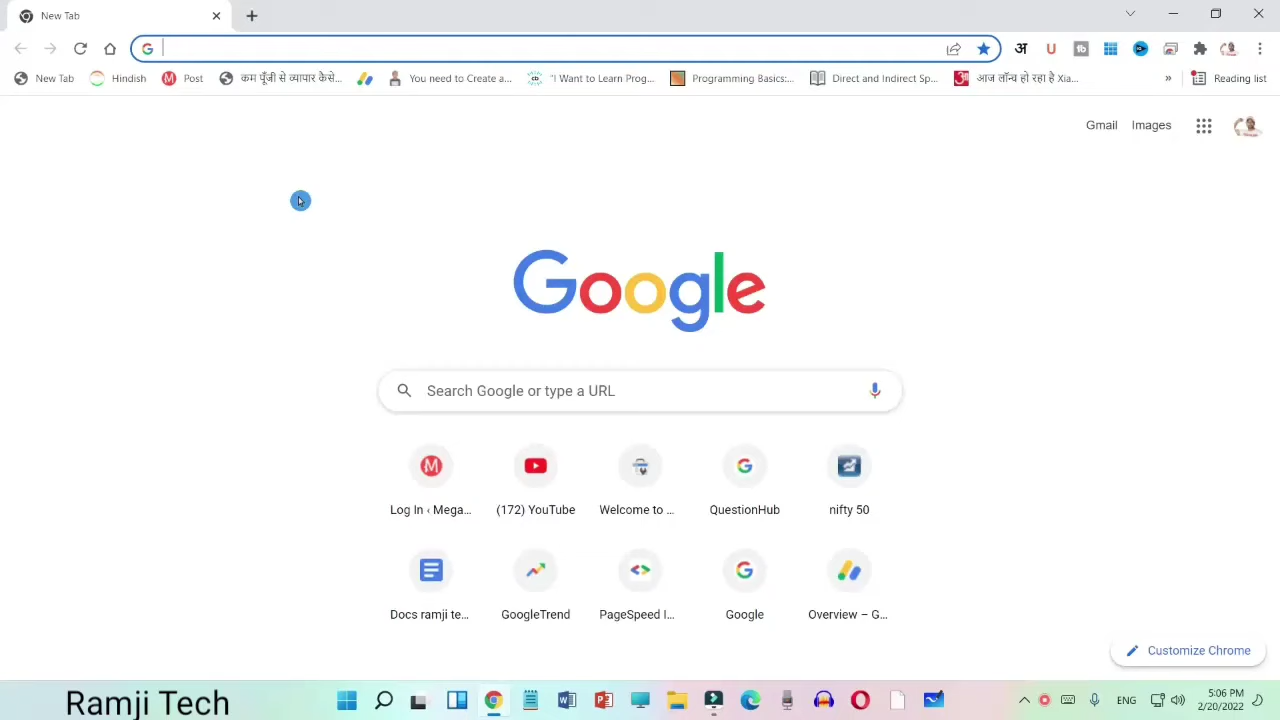 New Tab
New Tab
Hindish
Post
कम पूँजी से व्यापार कैसे...
You need to Create a...
"I Want to Learn Prog...
Programming Basics:...
Direct and Indirect Sp...
आज लॉन्च हो रहा है Xia...
»
Reading list
Gmail
Images
Google
Search Google or type a URL
Log In ‹ Mega...
(172) YouTube
Welcome to ...
QuestionHub
nifty 50
Docs ramji te...
GoogleTrend
PageSpeed I...
Google
Overview – G...
Customize Chrome
Ramji Tech
ENG
5:06 PM
2/20/2022